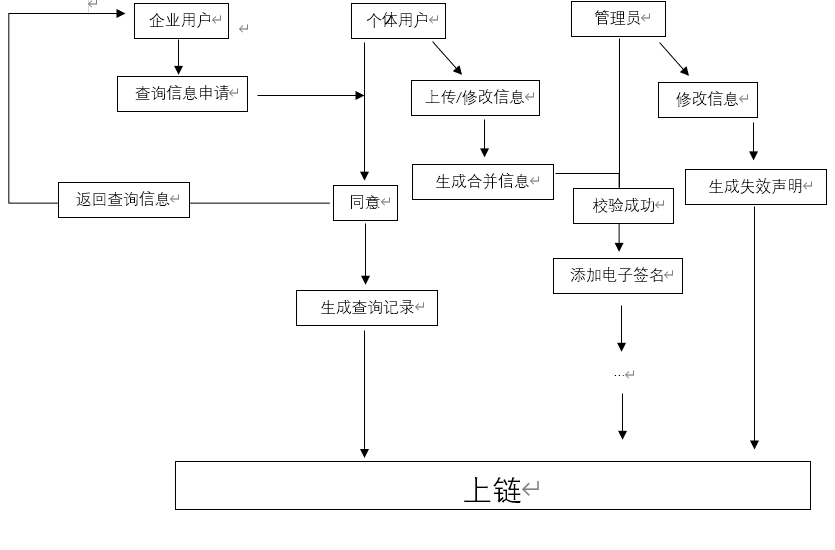 企业用户
个体用户
管理员
查询信息申请
上传/修改信息
修改信息
返回查询信息
同意
生成合并信息
校验成功
生成失效声明
添加电子签名
生成查询记录
...
上链